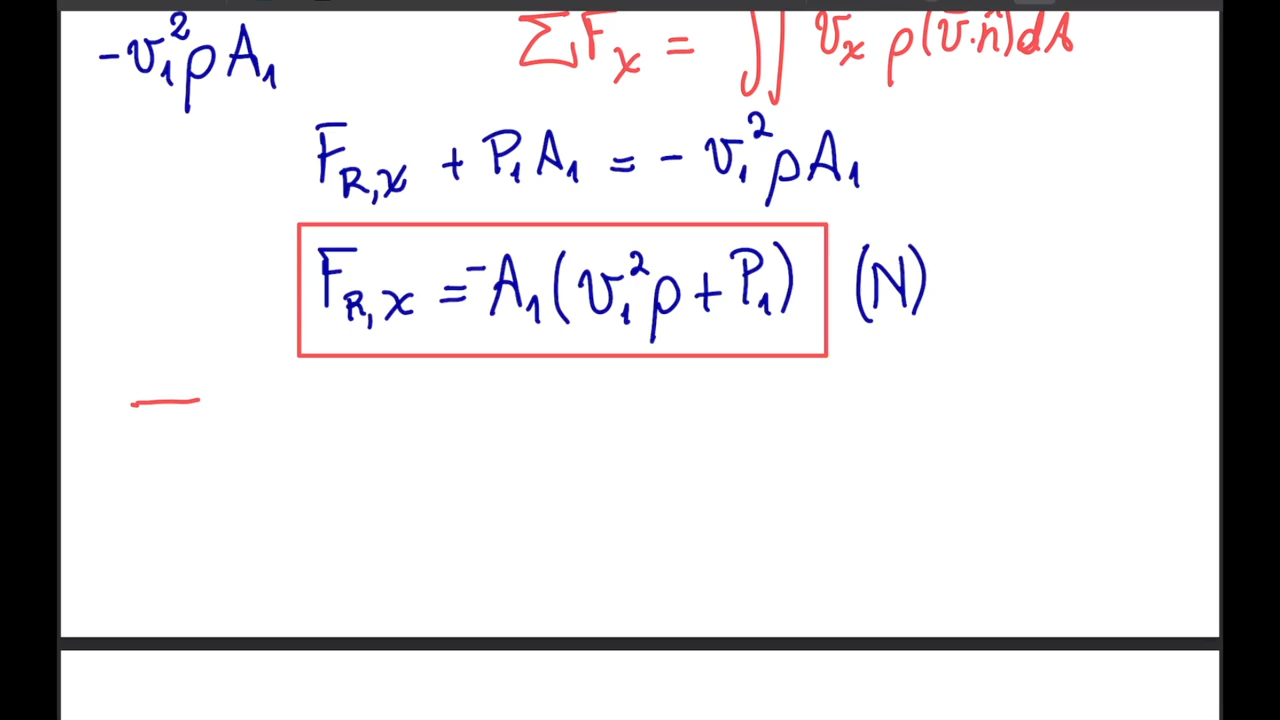 -v₁²ρA₁
ΣFₓ = ∬ vₓ ρ(v̄·n̂)dA
F_R,x + P₁A₁ = - v₁²ρA₁
F_R,x = -A₁(v₁²ρ + P₁) (N)